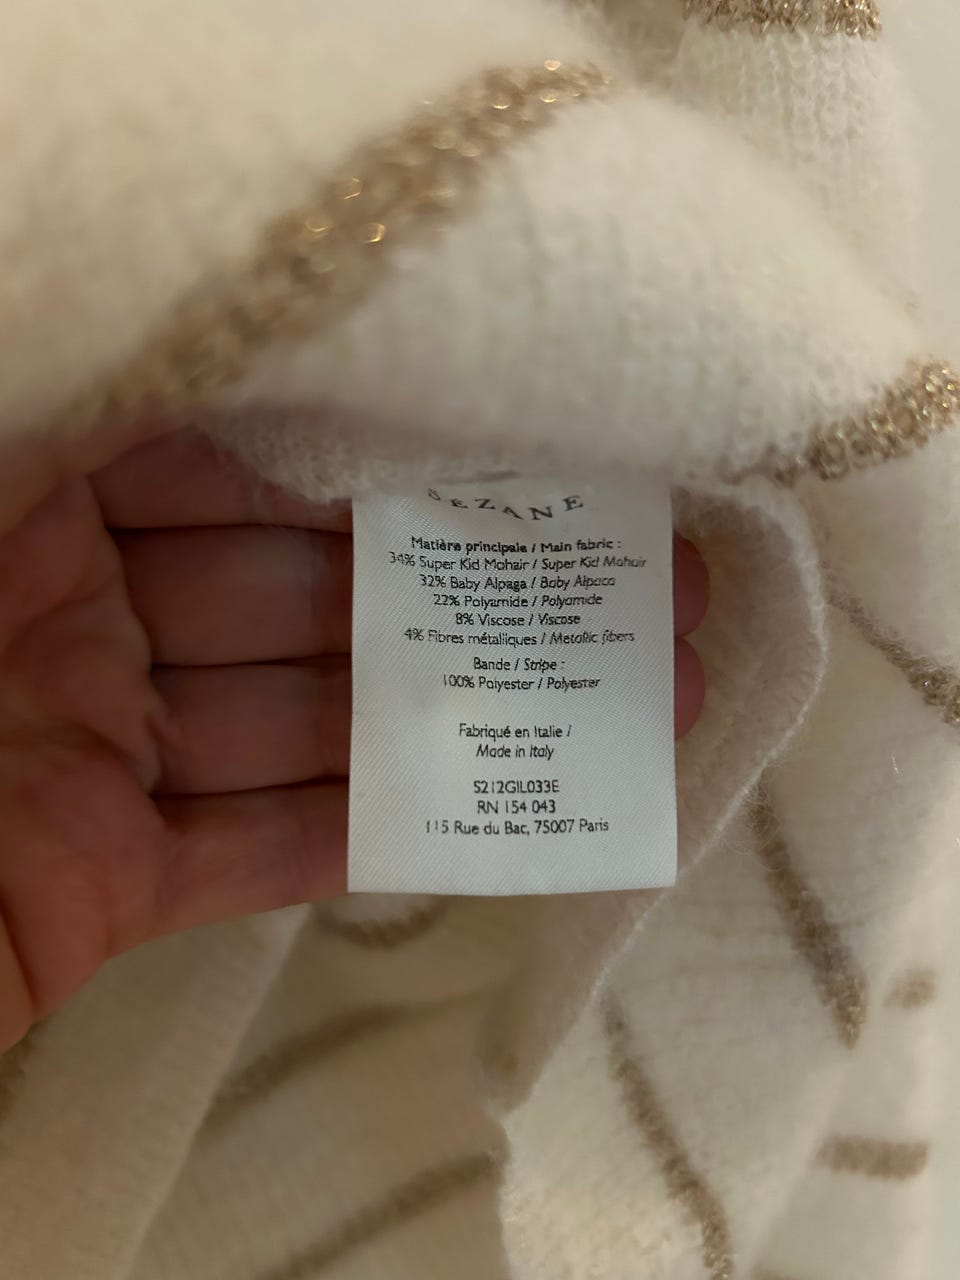 SEZANE
Matière principale / Main fabric :
34% Super Kid Mohair / Super Kid Mohair
32% Baby Alpaga / Baby Alpaca
22% Polyamide / Polyamide
8% Viscose / Viscose
4% Fibres métalliques / Metallic fibers
Bande / Stripe :
100% Polyester / Polyester
Fabriqué en Italie /
Made in Italy
S212GIL033E
RN 154 043
115 Rue du Bac, 75007 Paris